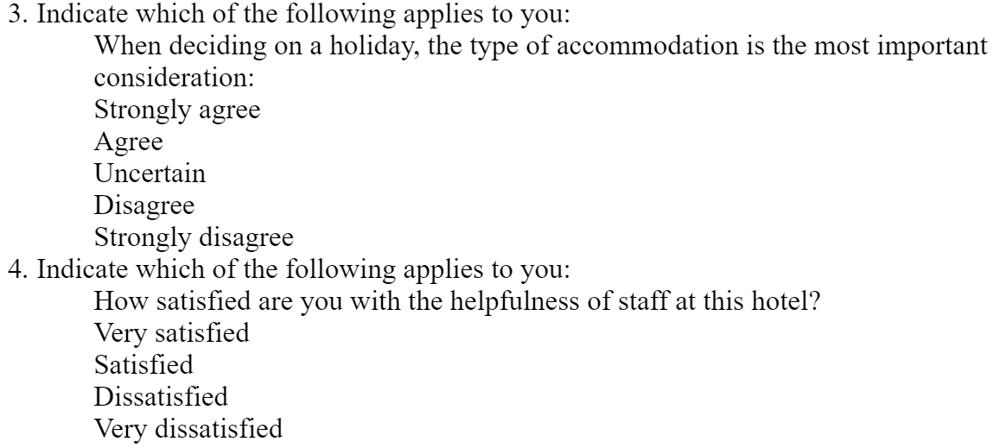 3. Indicate which of the following applies to you:
When deciding on a holiday, the type of accommodation is the most important
consideration:
Strongly agree
Agree
Uncertain
Disagree
Strongly disagree
4. Indicate which of the following applies to you:
How satisfied are you with the helpfulness of staff at this hotel?
Very satisfied
Satisfied
Dissatisfied
Very dissatisfied